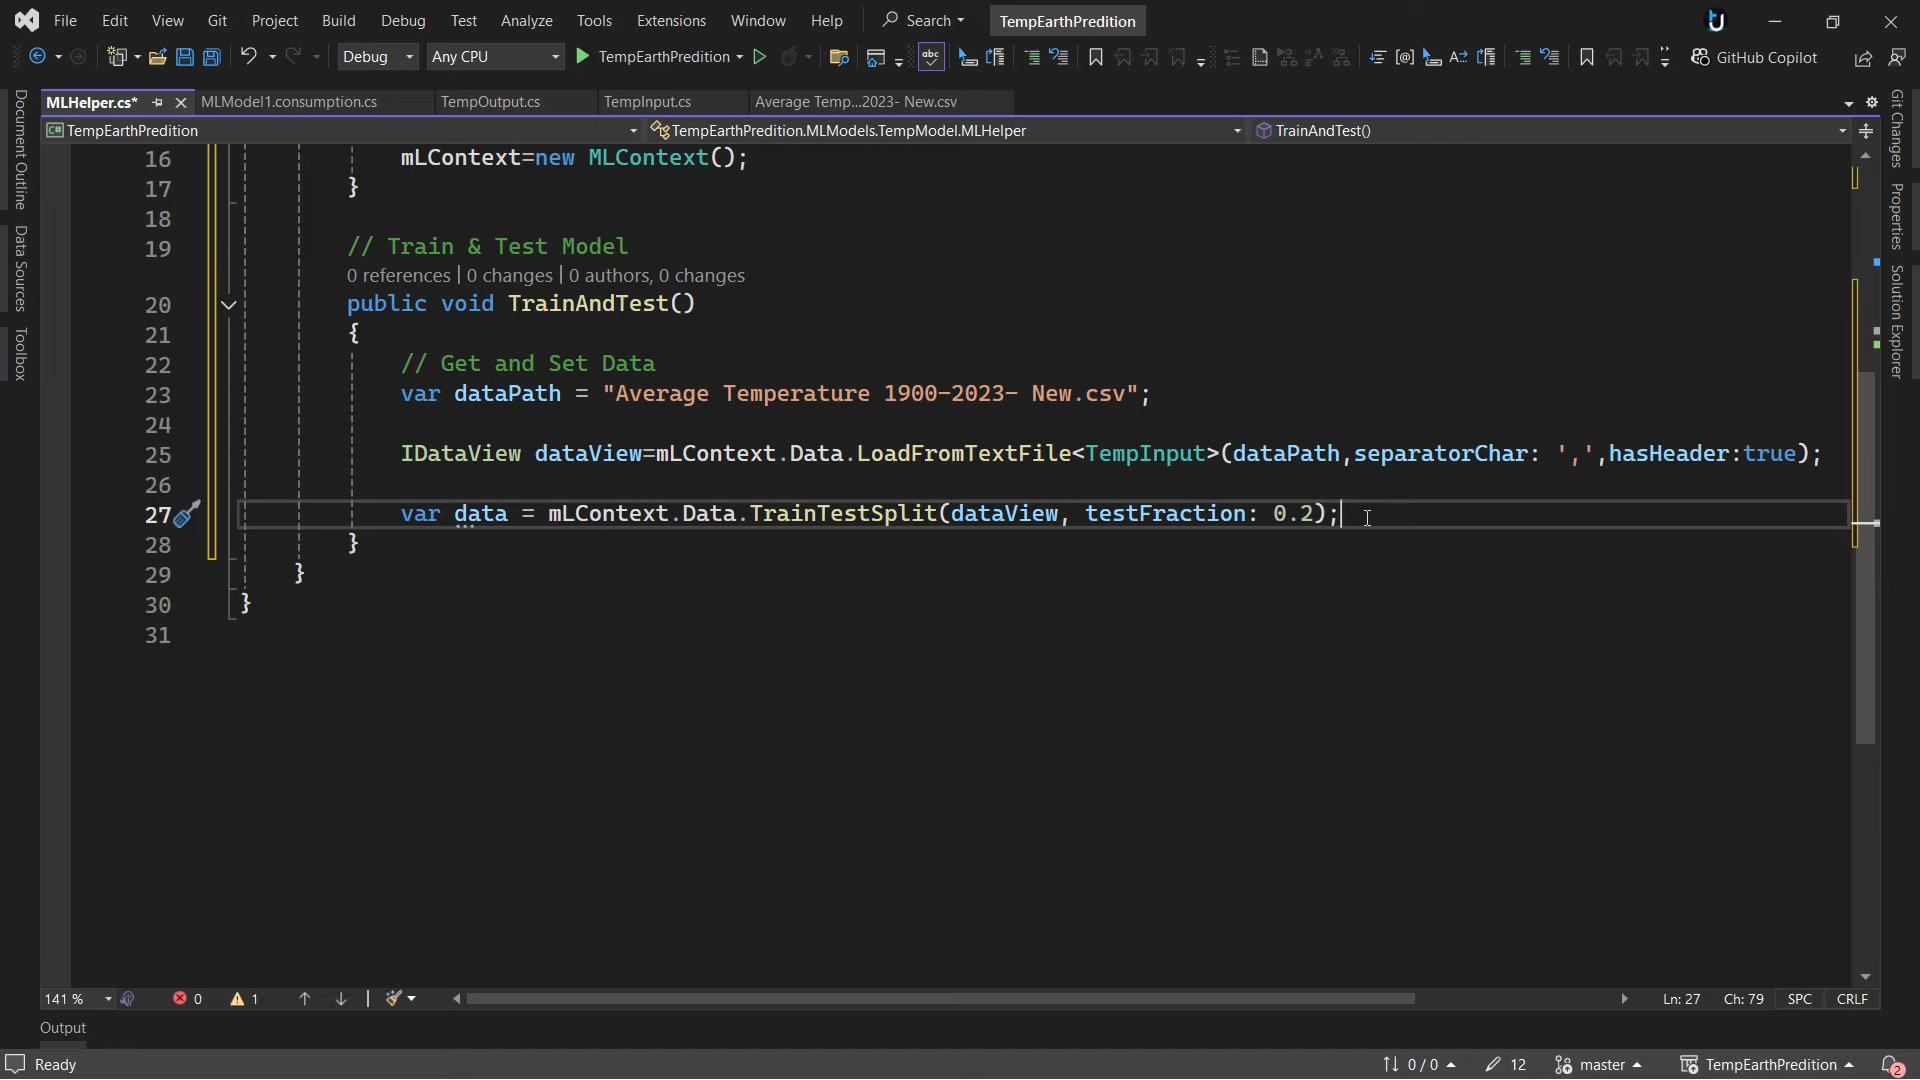 File Edit View Git Project Build Debug Test Analyze Tools Extensions Window Help Search TempEarthPredition
Debug Any CPU TempEarthPredition GitHub Copilot
MLHelper.cs* MLModel1.consumption.cs TempOutput.cs TempInput.cs Average Temp...2023- New.csv
TempEarthPredition TempEarthPredition.MLModels.TempModel.MLHelper TrainAndTest()
Document Outline
Data Sources
Toolbox
16 mLContext=new MLContext();
17 }
18
19 // Train & Test Model
0 references | 0 changes | 0 authors, 0 changes
20 public void TrainAndTest()
21 {
22 // Get and Set Data
23 var dataPath = "Average Temperature 1900-2023- New.csv";
24
25 IDataView dataView=mLContext.Data.LoadFromTextFile<TempInput>(dataPath,separatorChar: ',',hasHeader:true);
26
27 var data = mLContext.Data.TrainTestSplit(dataView, testFraction: 0.2);
28 }
29 }
30 }
31
Git Changes
Properties
Solution Explorer
141 % 0 1 Ln: 27 Ch: 79 SPC CRLF
Output
Ready 0 / 0 12 master TempEarthPredition 2